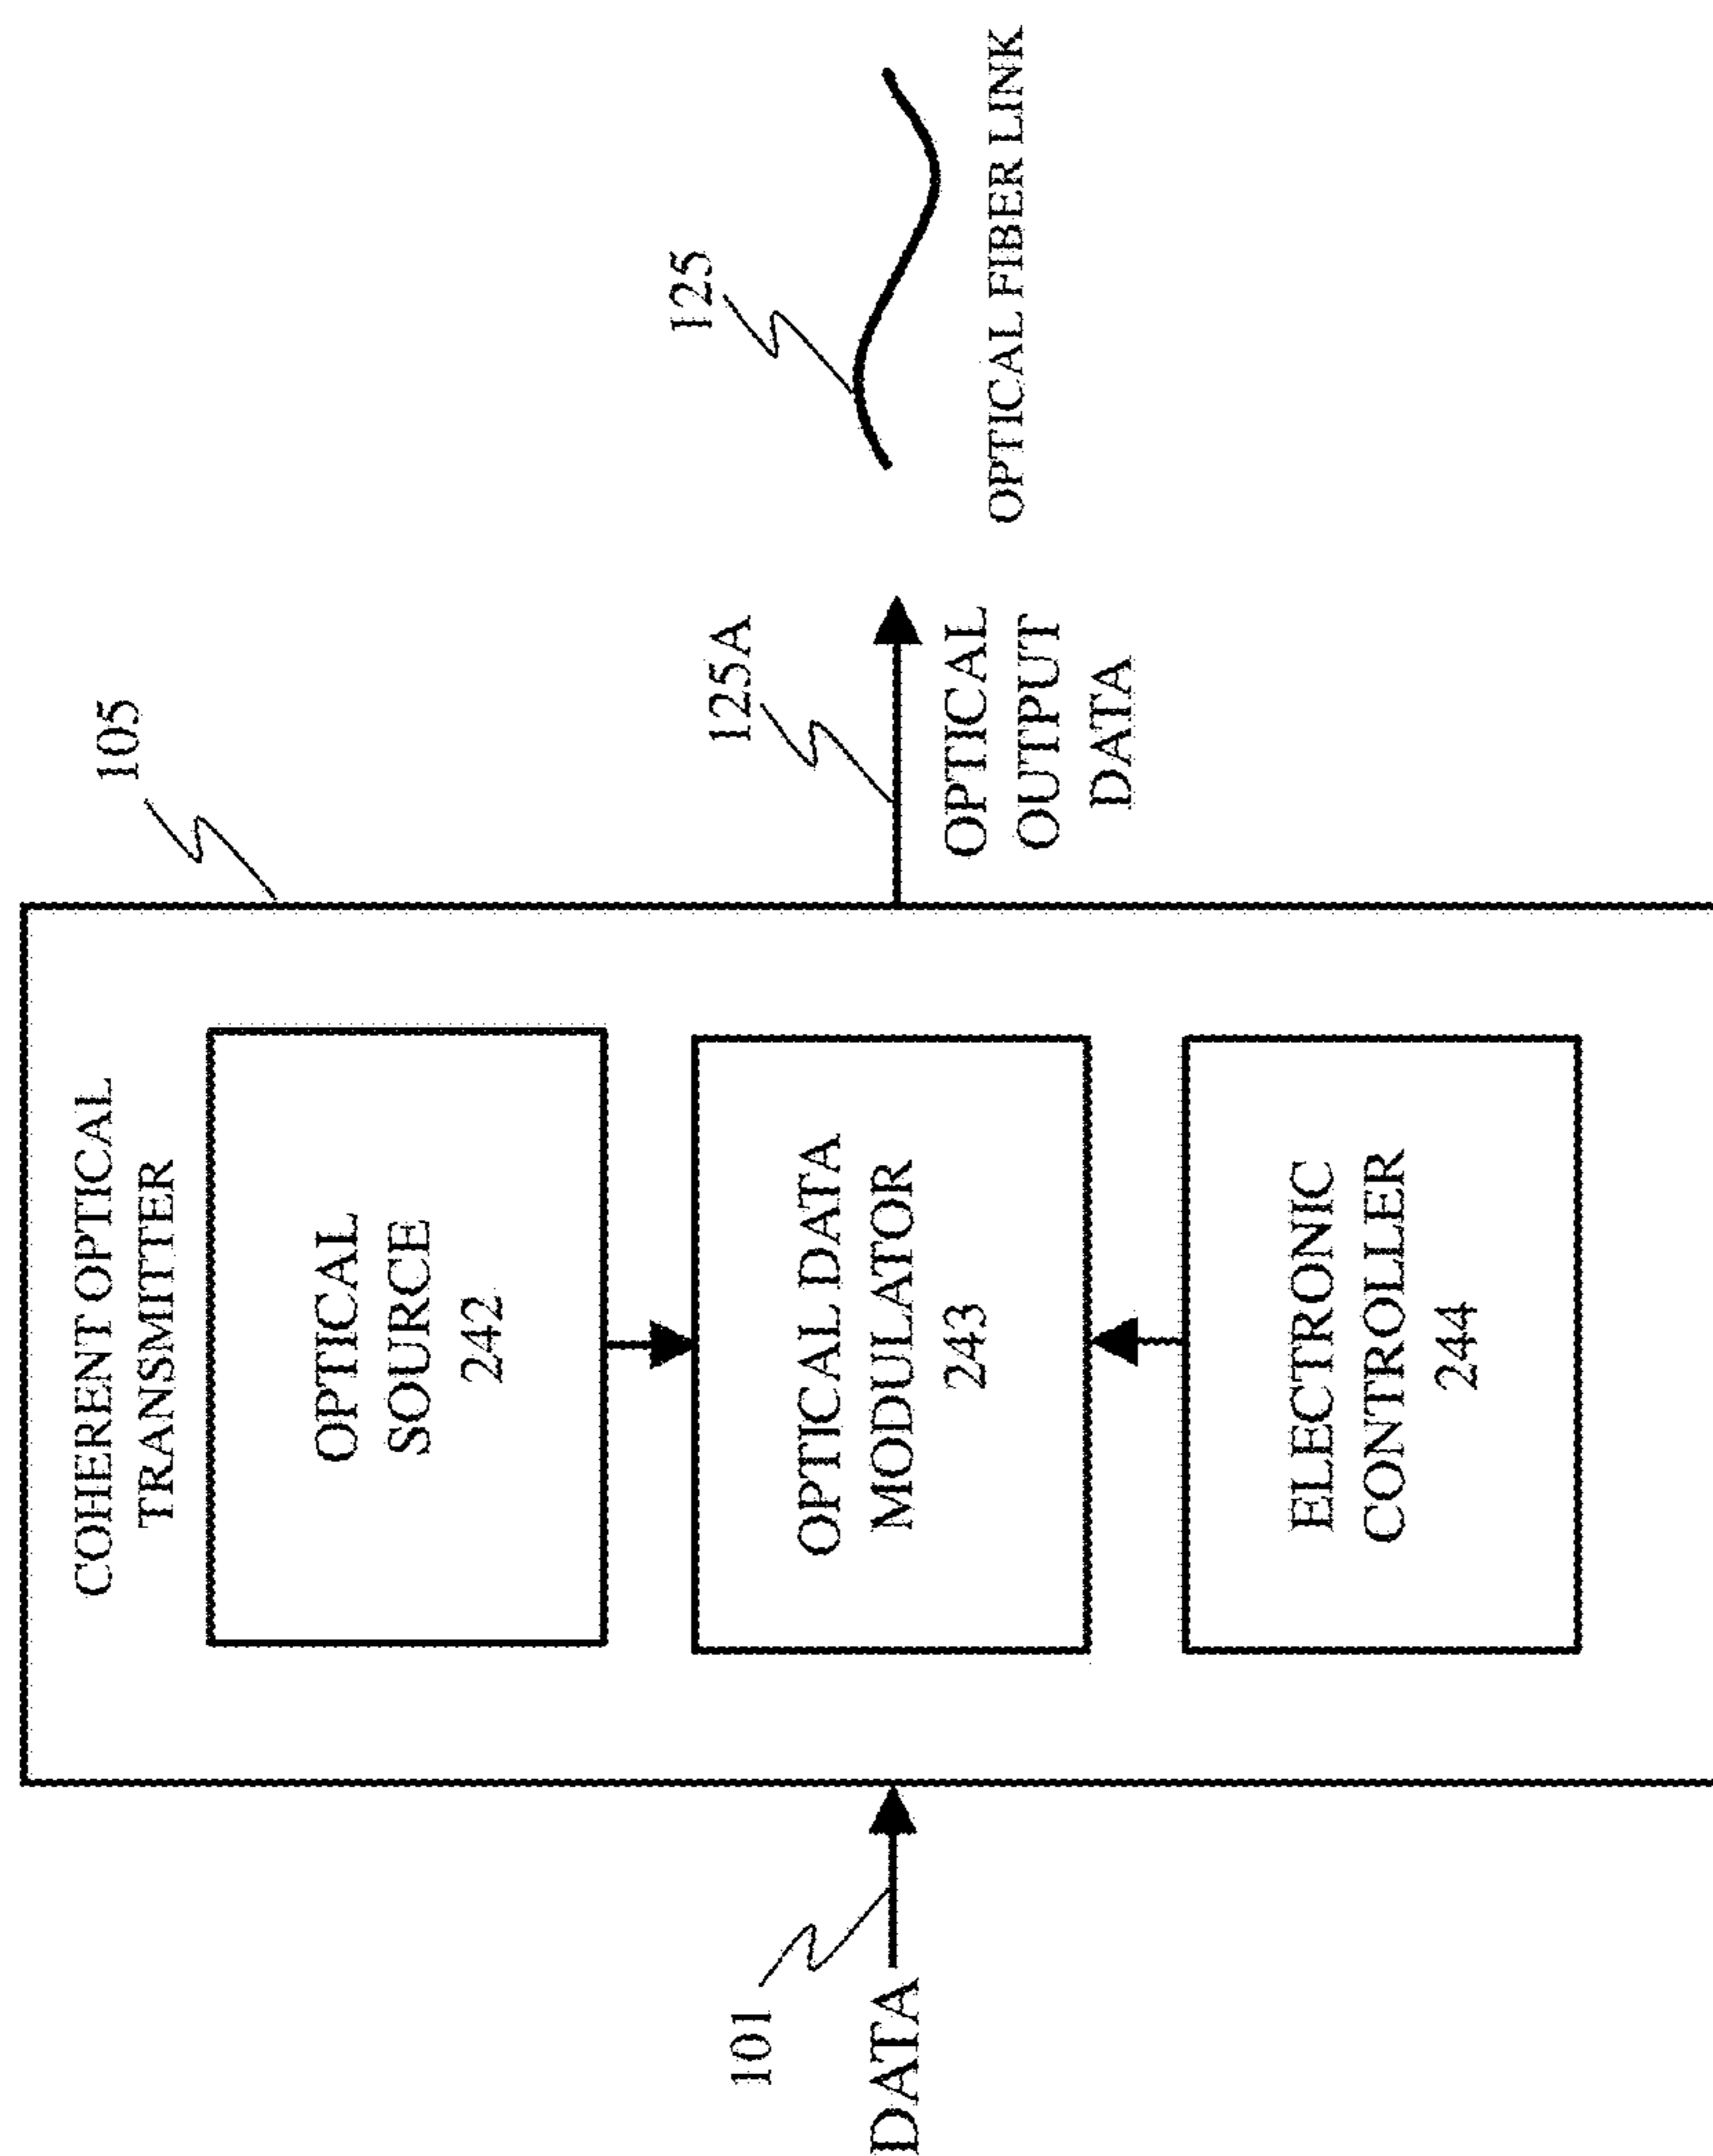 105
COHERENT OPTICAL
TRANSMITTER
OPTICAL
SOURCE
242
OPTICAL DATA
MODULATOR
243
ELECTRONIC
CONTROLLER
244
101
DATA
125A
OPTICAL
OUTPUT
DATA
125
OPTICAL FIBER LINK